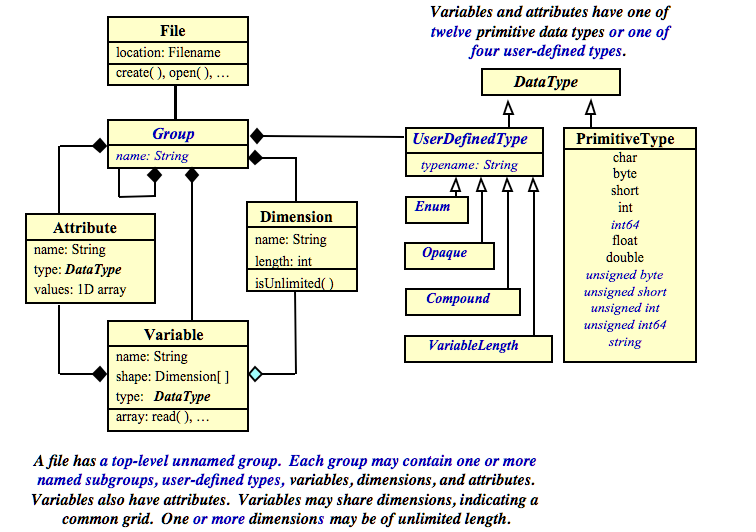 Variables and attributes have one of
twelve primitive data types or one of
four user-defined types.
File
location: Filename
create( ), open( ), …
DataType
Group
name: String
UserDefinedType
typename: String
PrimitiveType
char
byte
short
int
int64
float
double
unsigned byte
unsigned short
unsigned int
unsigned int64
string
Enum
Opaque
Compound
VariableLength
Attribute
name: String
type: DataType
values: 1D array
Dimension
name: String
length: int
isUnlimited( )
Variable
name: String
shape: Dimension[ ]
type: DataType
array: read( ), …
A file has a top-level unnamed group. Each group may contain one or more
named subgroups, user-defined types, variables, dimensions, and attributes.
Variables also have attributes. Variables may share dimensions, indicating a
common grid. One or more dimensions may be of unlimited length.